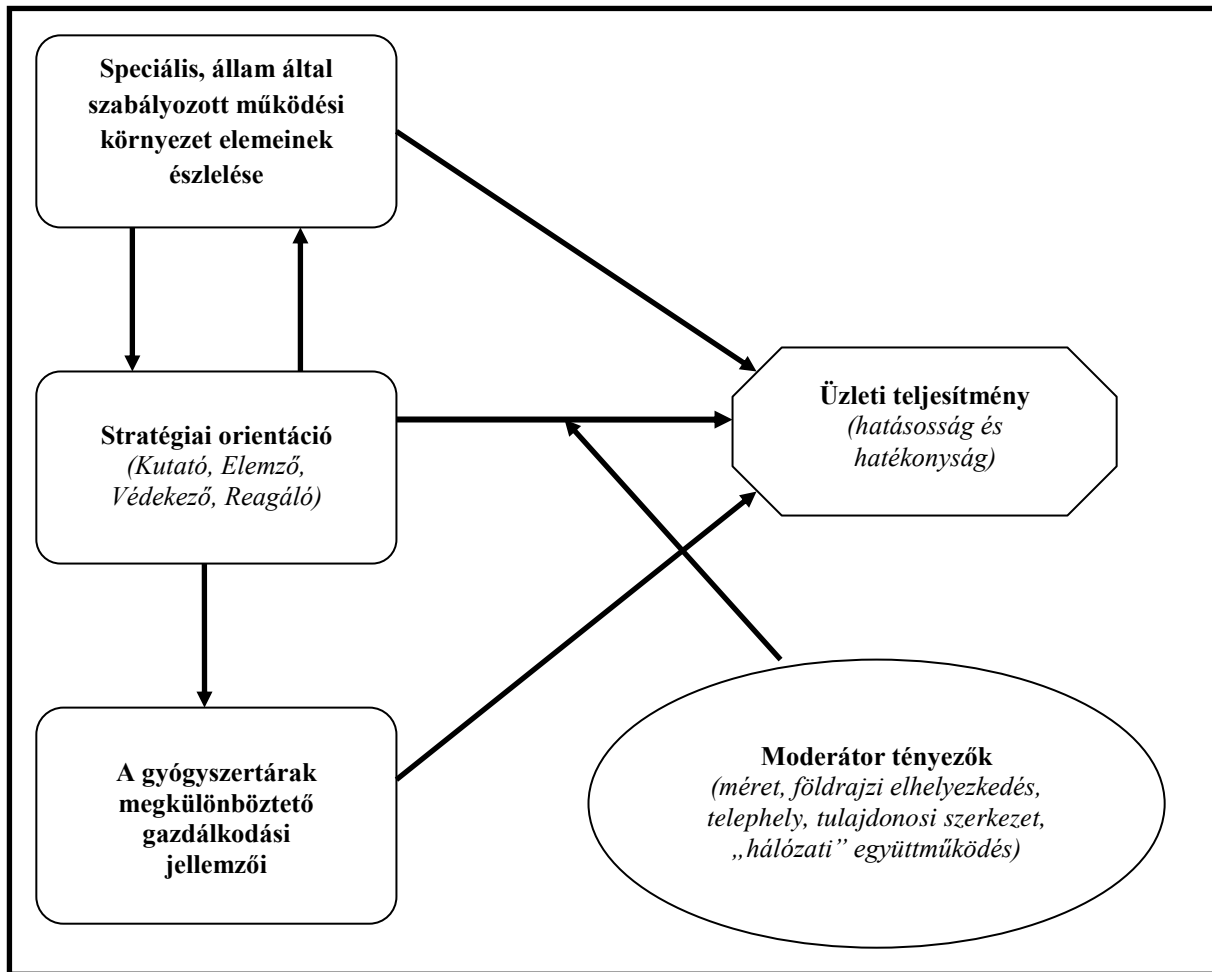 Speciális, állam által
szabályozott működési
környezet elemeinek
észlelése
Stratégiai orientáció
(Kutató, Elemző,
Védekező, Reagáló)
Üzleti teljesítmény
(hatásosság és
hatékonyság)
A gyógyszertárak
megkülönböztető
gazdálkodási
jellemzői
Moderátor tényezők
(méret, földrajzi elhelyezkedés,
telephely, tulajdonosi szerkezet,
„hálózati” együttműködés)